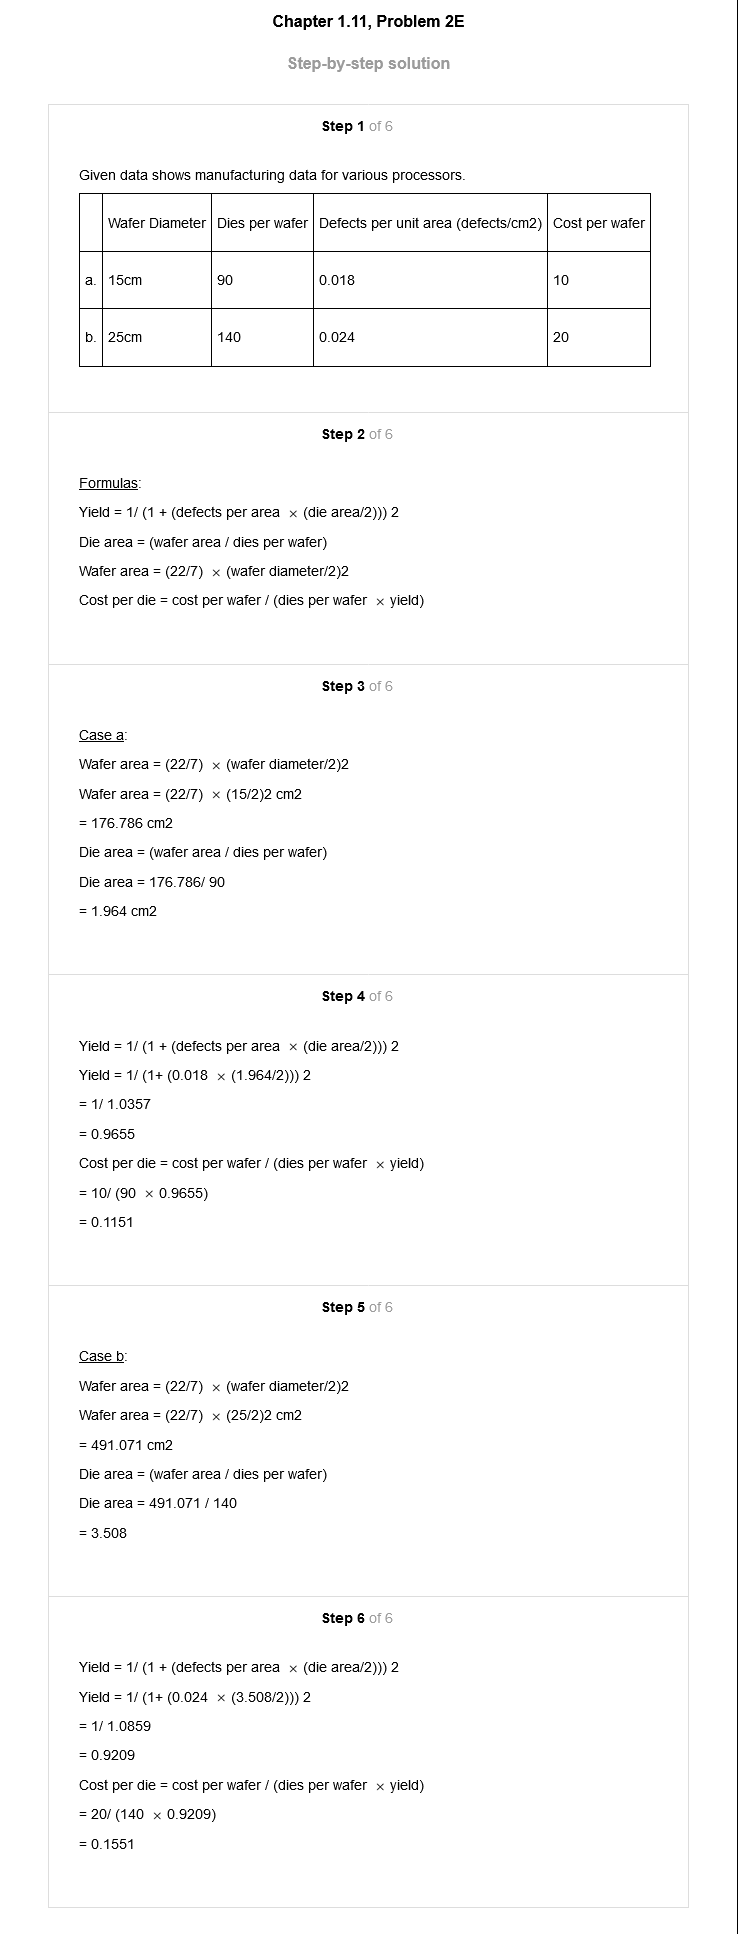 Chapter 1.11, Problem 2E
Step-by-step solution
Step 1 of 6
Given data shows manufacturing data for various processors.
Wafer Diameter Dies per wafer Defects per unit area (defects/cm2) Cost per wafer
a. 15cm 90 0.018 10
b. 25cm 140 0.024 20
Step 2 of 6
Formulas:
Yield = 1/ (1 + (defects per area × (die area/2))) 2
Die area = (wafer area / dies per wafer)
Wafer area = (22/7) × (wafer diameter/2)2
Cost per die = cost per wafer / (dies per wafer × yield)
Step 3 of 6
Case a:
Wafer area = (22/7) × (wafer diameter/2)2
Wafer area = (22/7) × (15/2)2 cm2
= 176.786 cm2
Die area = (wafer area / dies per wafer)
Die area = 176.786/ 90
= 1.964 cm2
Step 4 of 6
Yield = 1/ (1 + (defects per area × (die area/2))) 2
Yield = 1/ (1+ (0.018 × (1.964/2))) 2
= 1/ 1.0357
= 0.9655
Cost per die = cost per wafer / (dies per wafer × yield)
= 10/ (90 × 0.9655)
= 0.1151
Step 5 of 6
Case b:
Wafer area = (22/7) × (wafer diameter/2)2
Wafer area = (22/7) × (25/2)2 cm2
= 491.071 cm2
Die area = (wafer area / dies per wafer)
Die area = 491.071 / 140
= 3.508
Step 6 of 6
Yield = 1/ (1 + (defects per area × (die area/2))) 2
Yield = 1/ (1+ (0.024 × (3.508/2))) 2
= 1/ 1.0859
= 0.9209
Cost per die = cost per wafer / (dies per wafer × yield)
= 20/ (140 × 0.9209)
= 0.1551